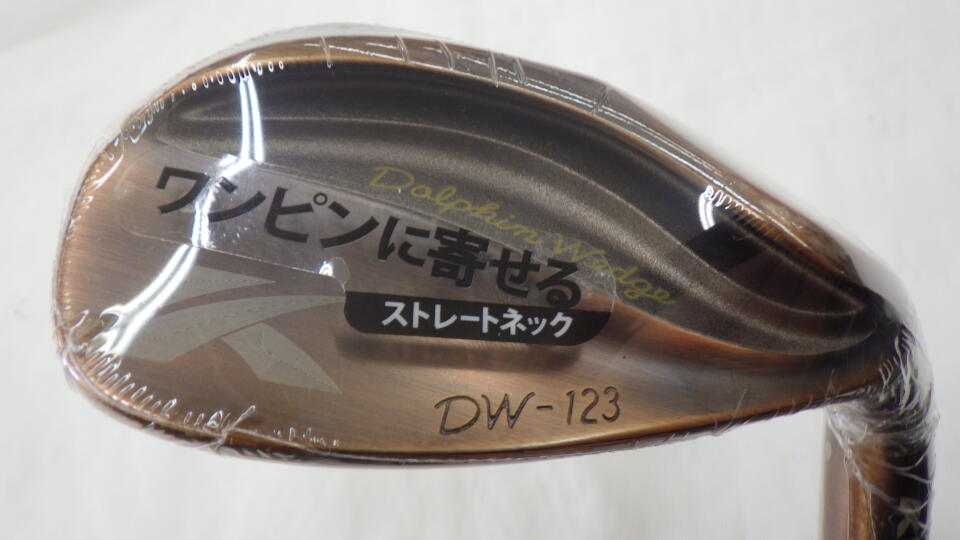 Dolphin Wedge
ワンピンに寄せる
ストレートネック
DW-123
K